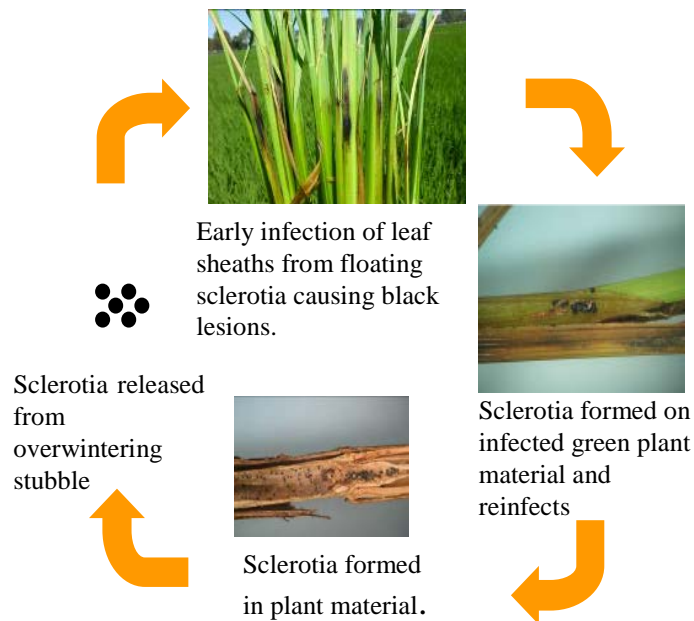 Early infection of leaf
sheaths from floating
sclerotia causing black
lesions.
Sclerotia formed on
infected green plant
material and
reinfects
Sclerotia formed
in plant material.
Sclerotia released
from
overwintering
stubble